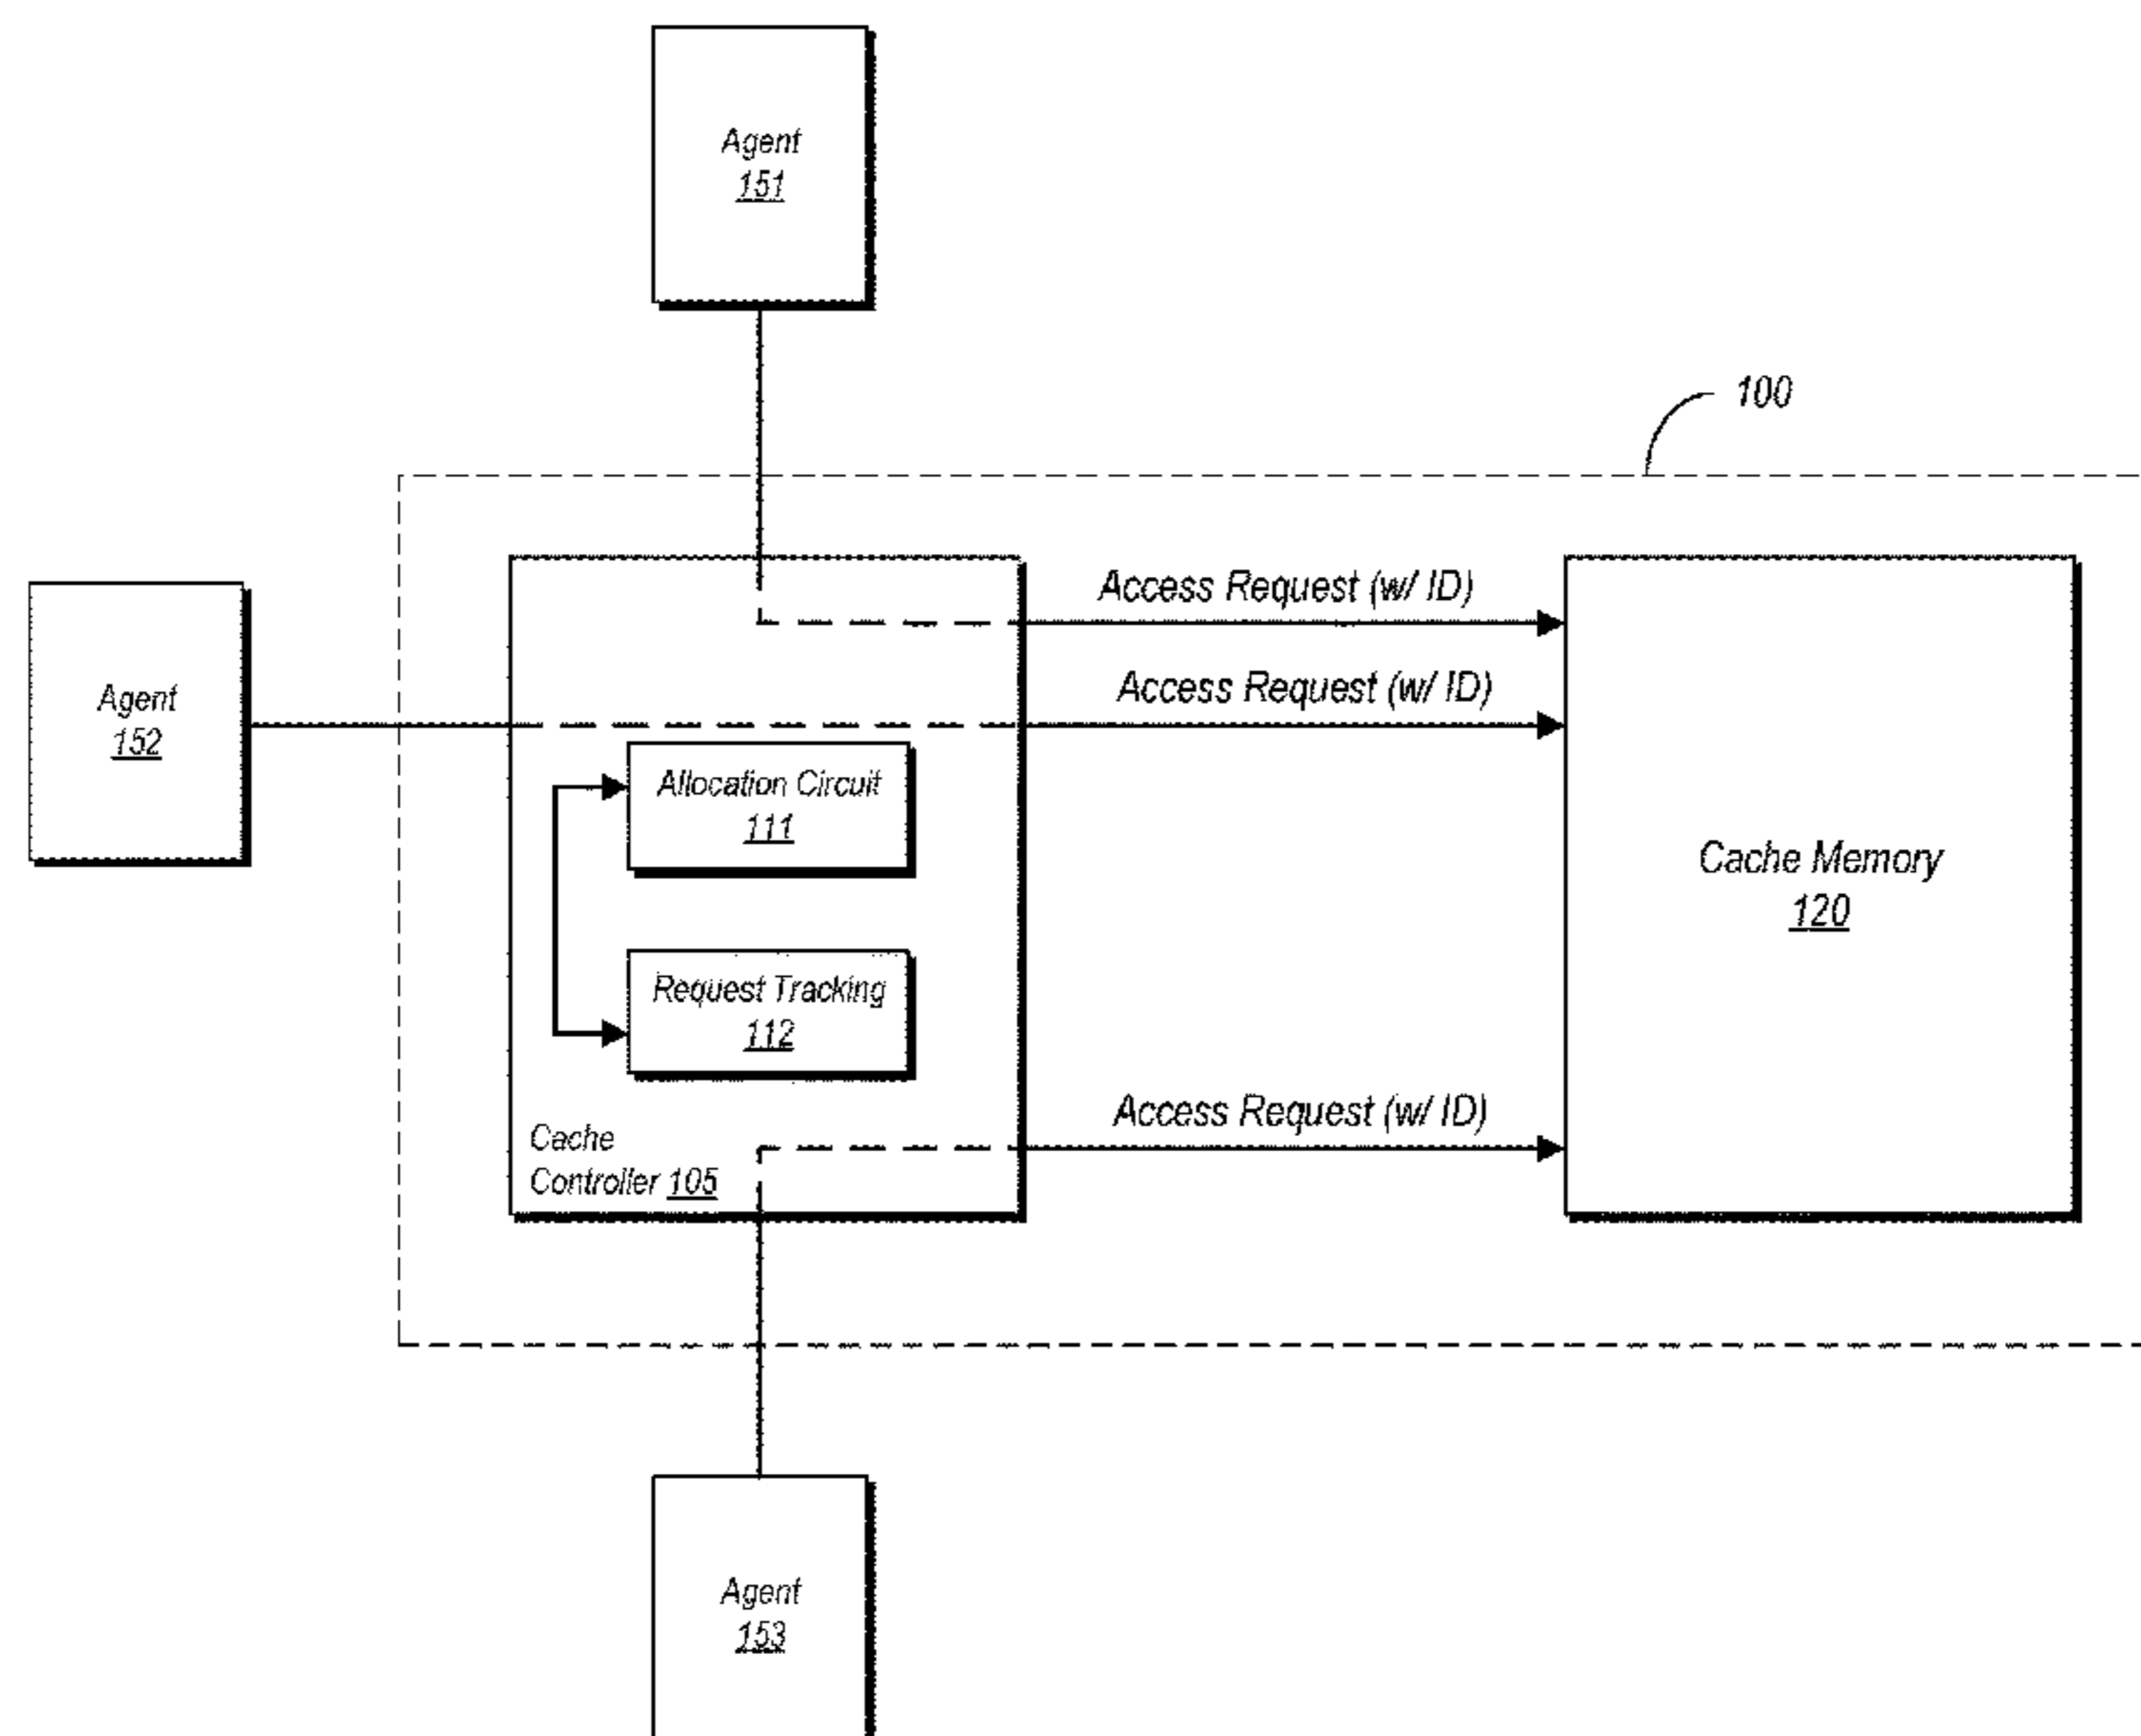 Agent
151
100
Access Request (w/ ID)
Access Request (w/ ID)
Agent
152
Allocation Circuit
111
Cache Memory
120
Request Tracking
112
Access Request (w/ ID)
Cache
Controller 105
Agent
153